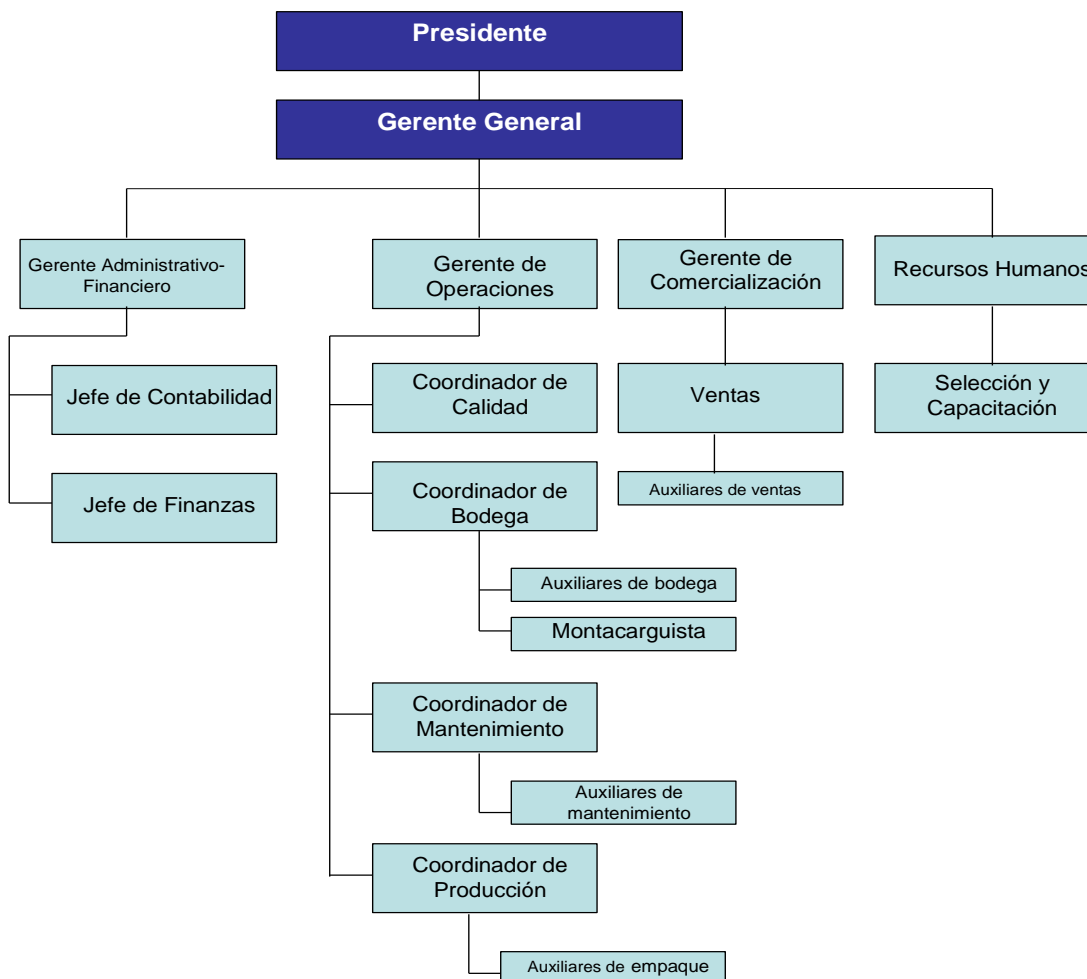 Presidente
Gerente General
Gerente Administrativo-
Financiero
Gerente de
Operaciones
Gerente de
Comercialización
Recursos Humanos
Jefe de Contabilidad
Coordinador de
Calidad
Ventas
Selección y
Capacitación
Jefe de Finanzas
Coordinador de
Bodega
Auxiliares de ventas
Auxiliares de bodega
Montacarguista
Coordinador de
Mantenimiento
Auxiliares de
mantenimiento
Coordinador de
Producción
Auxiliares de empaque